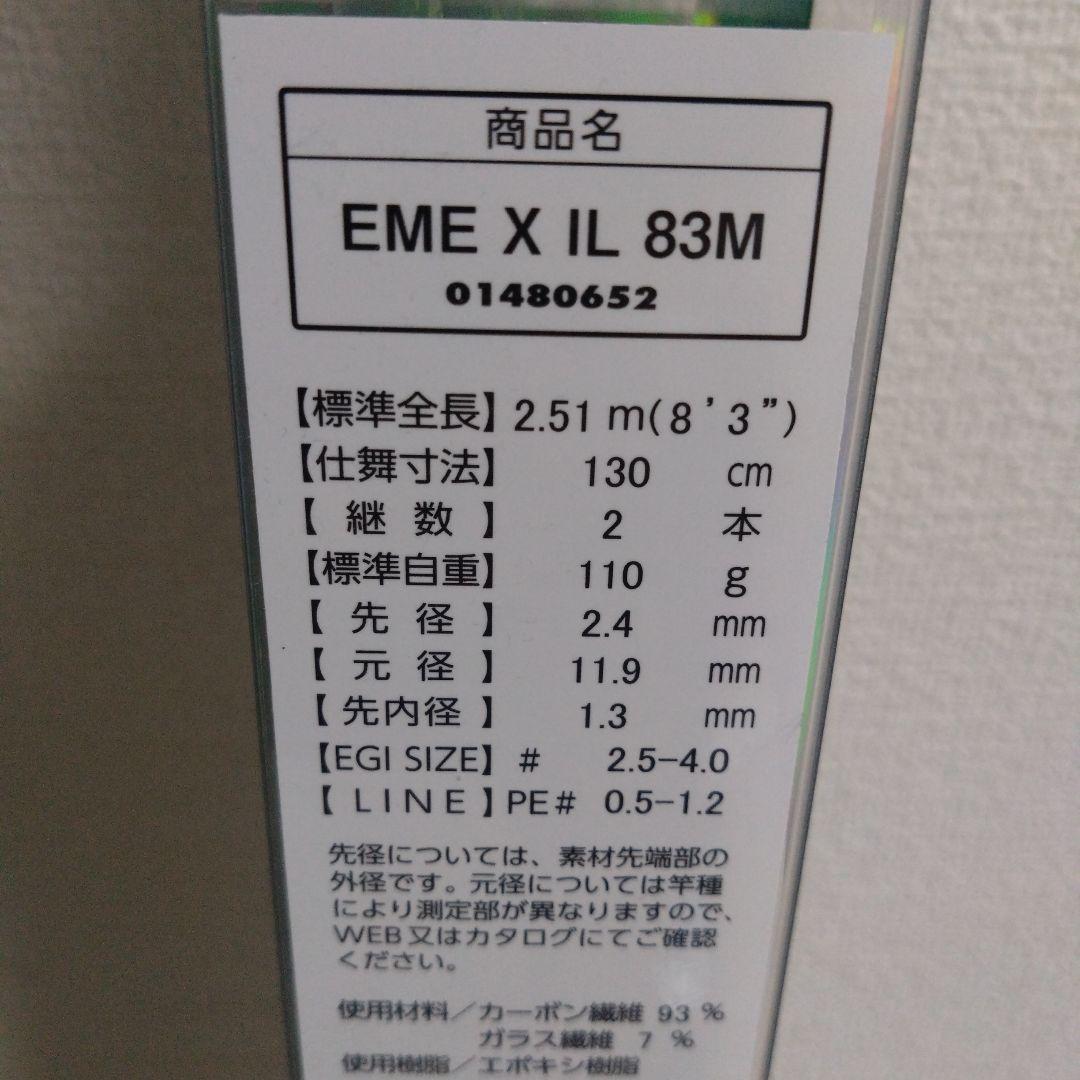 商品名
EME X IL 83M
01480652
【標準全長】2.51 m(8’3”)
【仕舞寸法】 130 cm
【 継 数 】 2 本
【標準自重】 110 g
【 先 径 】 2.4 mm
【 元 径 】 11.9 mm
【 先内径 】 1.3 mm
【EGI SIZE】# 2.5-4.0
【 LINE 】PE# 0.5-1.2
先径については、素材先端部の
外径です。元径については竿種
により測定部が異なりますので、
WEB又はカタログにてご確認
ください。
使用材料/カーボン繊維 93 %
ガラス繊維 7 %
使用樹脂/エポキシ樹脂